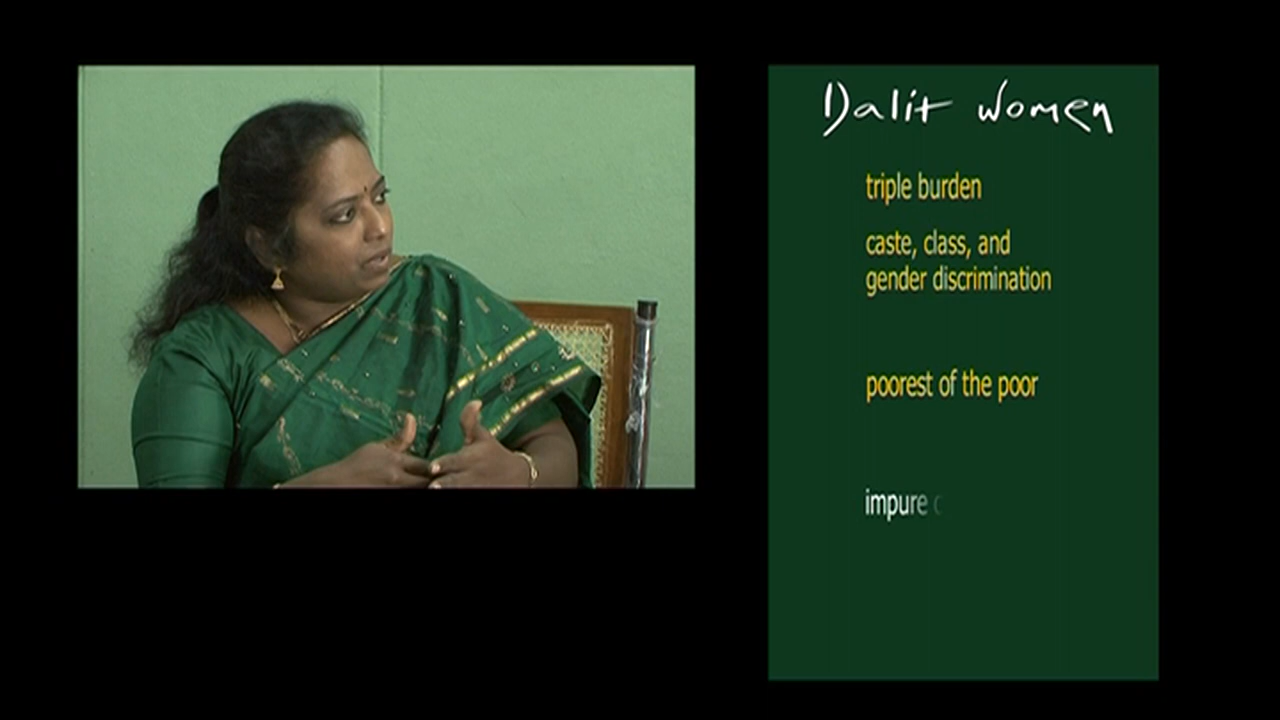 Dalit women
triple burden
caste, class, and
gender discrimination
poorest of the poor
impure